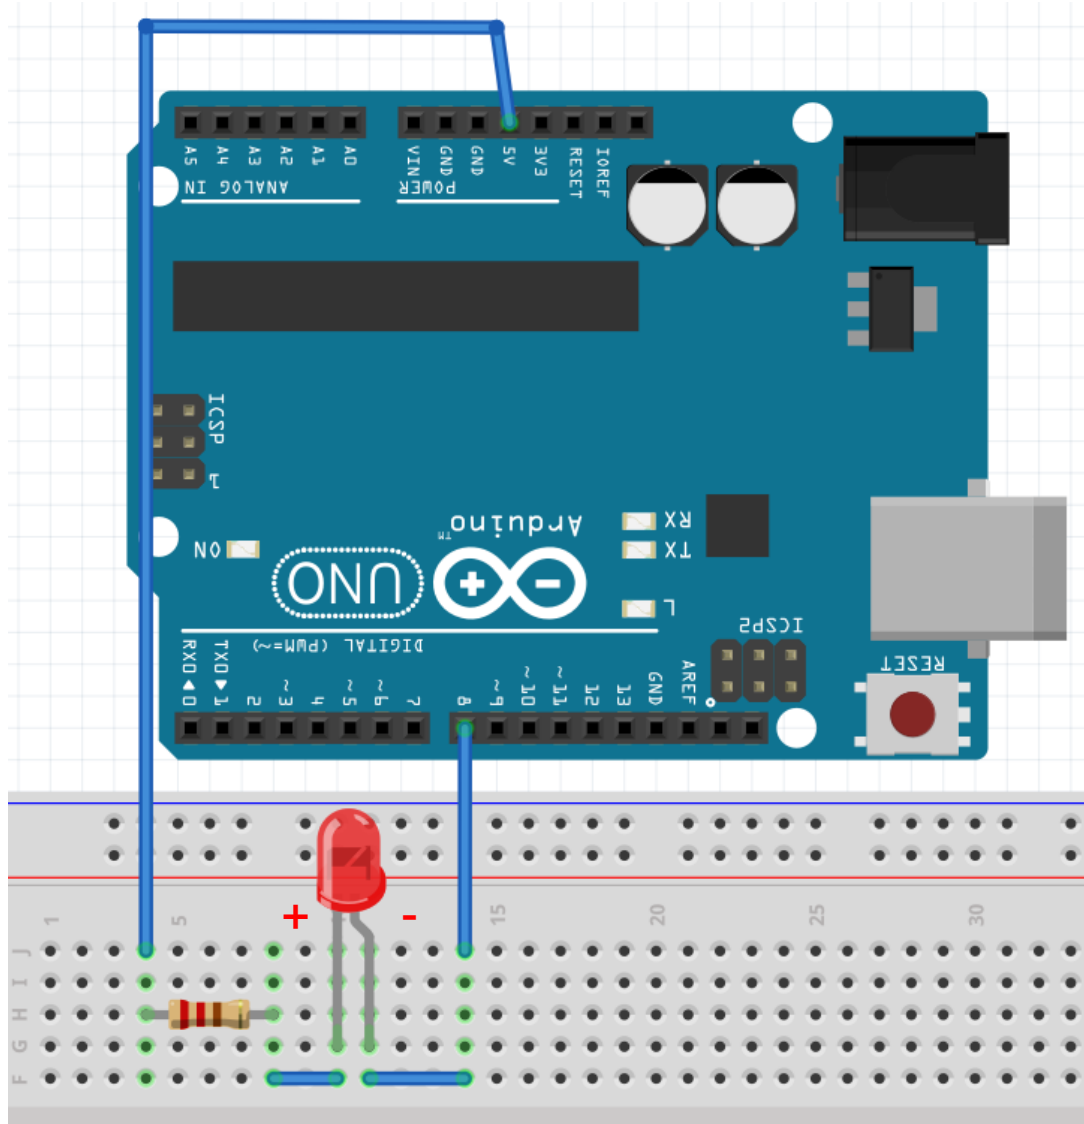 A5 A4 A3 A2 A1 A0
ANALOG IN
VIN GND GND 5V 3V3 RESET IOREF
POWER
ICSP
1
Arduino
TM
RX
TX
ON
UNO
L
DIGITAL (PWM=~)
ICSP2
RESET
RX0 ◀ 0
TX0 ▶ 1
2
~3
4
~5
~6
7
8
~9
~10
~11
12
13
GND
AREF
+ -
1 5 15 20 25 30
J
I
H
G
F